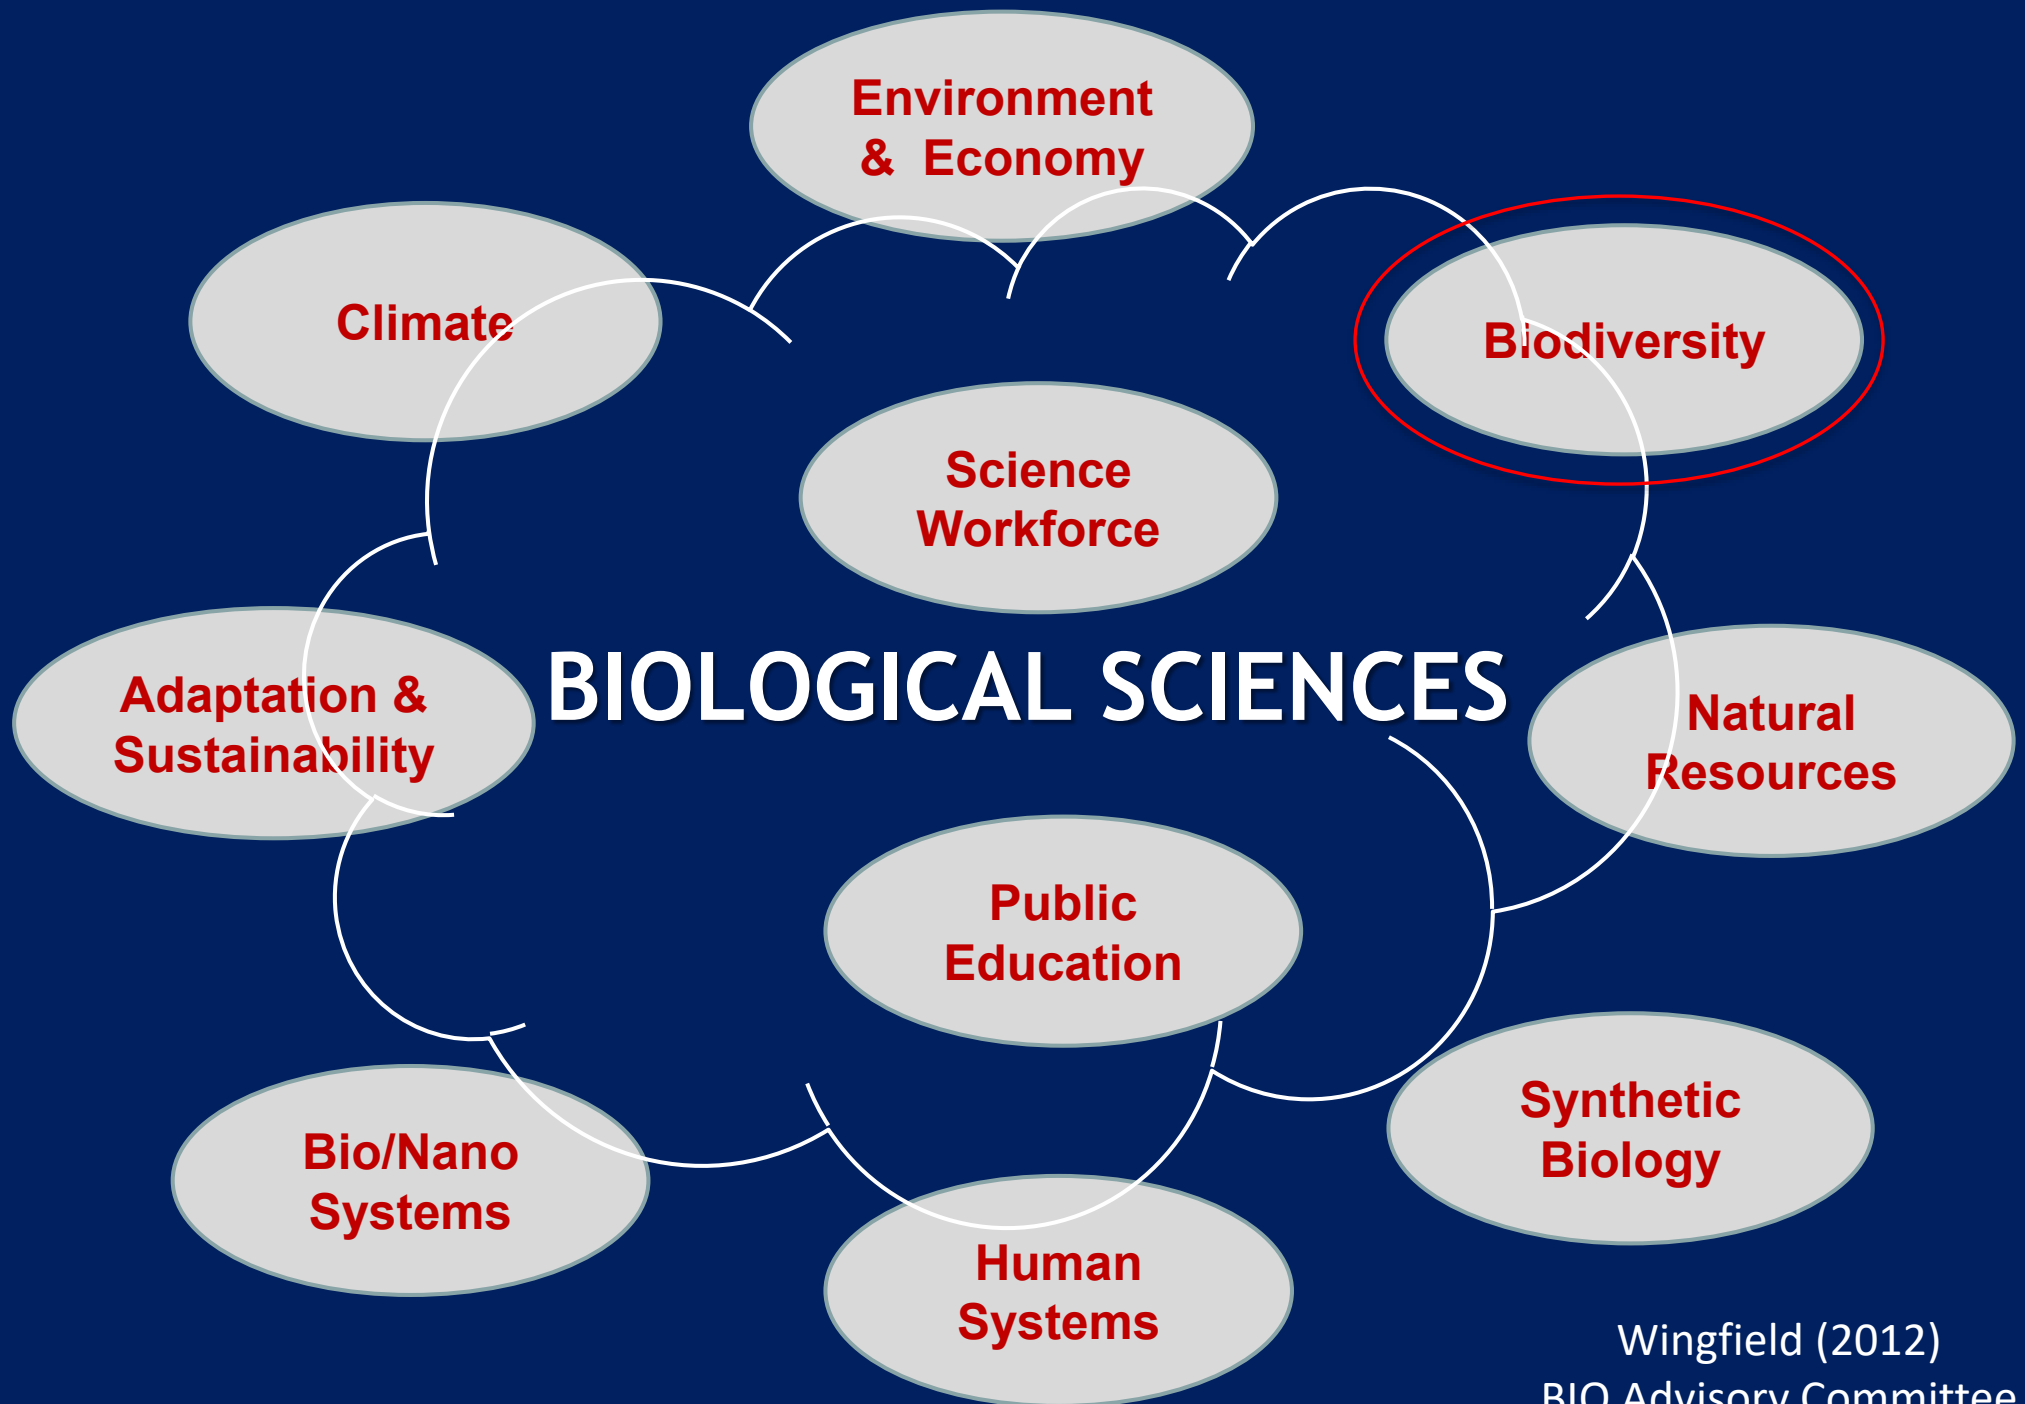 Environment
& Economy
Climate
Biodiversity
Science
Workforce
BIOLOGICAL SCIENCES
Adaptation &
Sustainability
Natural
Resources
Public
Education
Synthetic
Biology
Bio/Nano
Systems
Human
Systems
Wingfield (2012)
BIO Advisory Committee